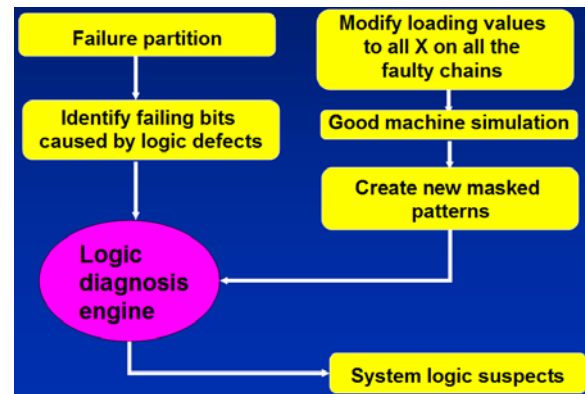 Failure partition
Identify failing bits
caused by logic defects
Logic
diagnosis
engine
Modify loading values
to all X on all the
faulty chains
Good machine simulation
Create new masked
patterns
System logic suspects